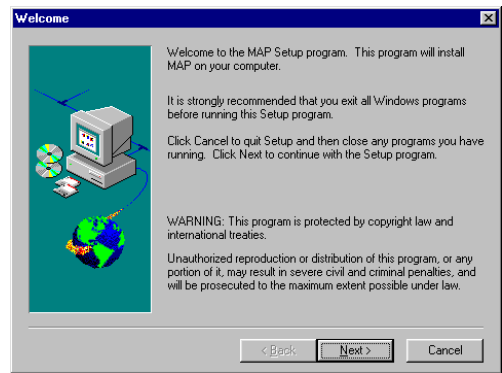 Welcome
Welcome to the MAP Setup program. This program will install
MAP on your computer.
It is strongly recommended that you exit all Windows programs
before running this Setup program.
Click Cancel to quit Setup and then close any programs you have
running. Click Next to continue with the Setup program.
WARNING: This program is protected by copyright law and
international treaties.
Unauthorized reproduction or distribution of this program, or any
portion of it, may result in severe civil and criminal penalties, and
will be prosecuted to the maximum extent possible under law.
< Back Next > Cancel